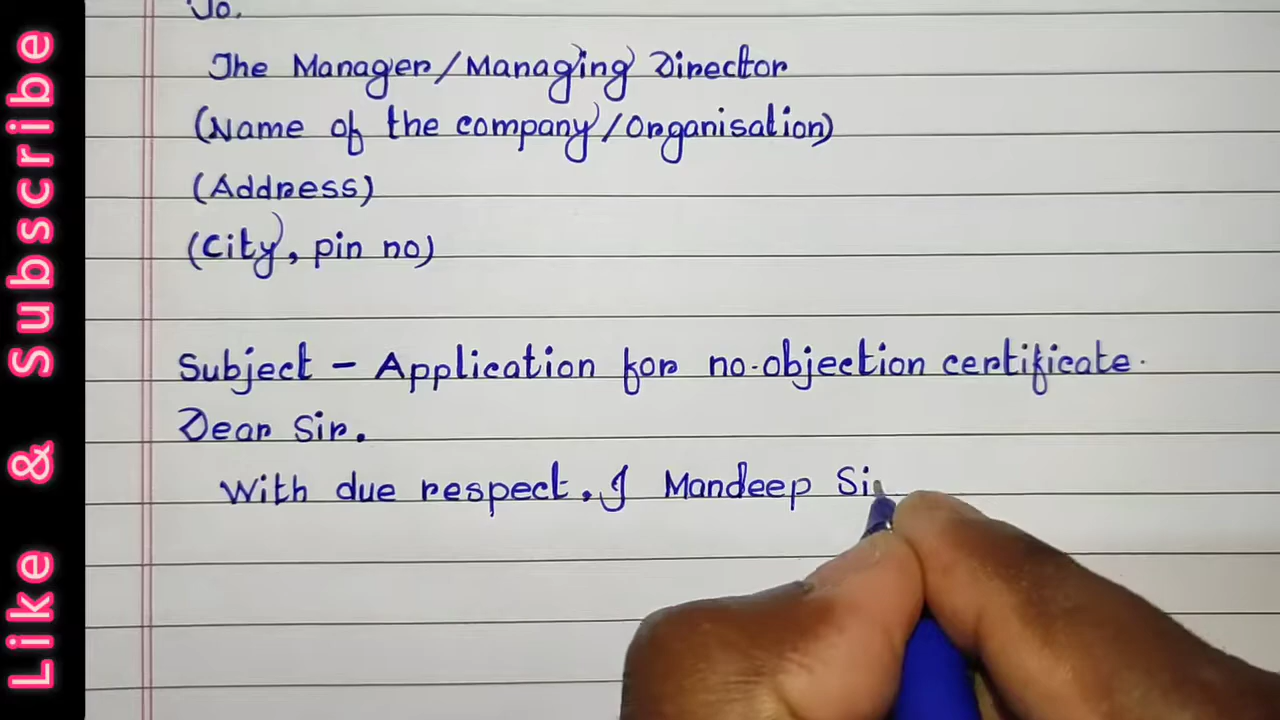 To,
The Manager/Managing Director
(Name of the company/Organisation)
(Address)
(City, pin no)
Subject - Application for no-objection certificate.
Dear Sir.
With due respect, I Mandeep Si
Like & Subscribe